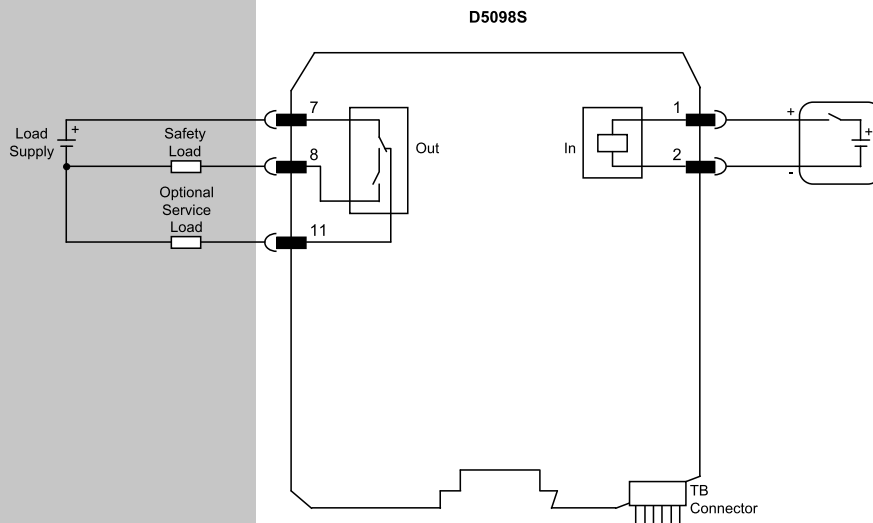 D5098S
7
1
+
+
Load
Supply
Safety
Load
8
Out
In
2
+
-
Optional
Service
Load
11
TB
Connector